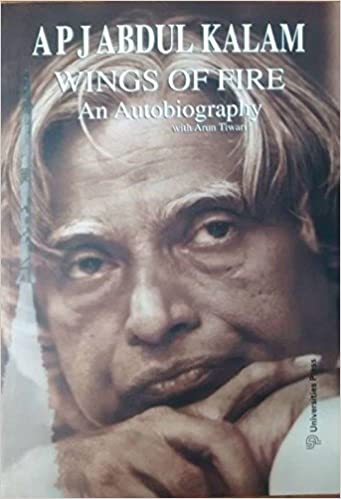 A P J ABDUL KALAM
WINGS OF FIRE
An Autobiography
with Arun Tiwari
Universities Press